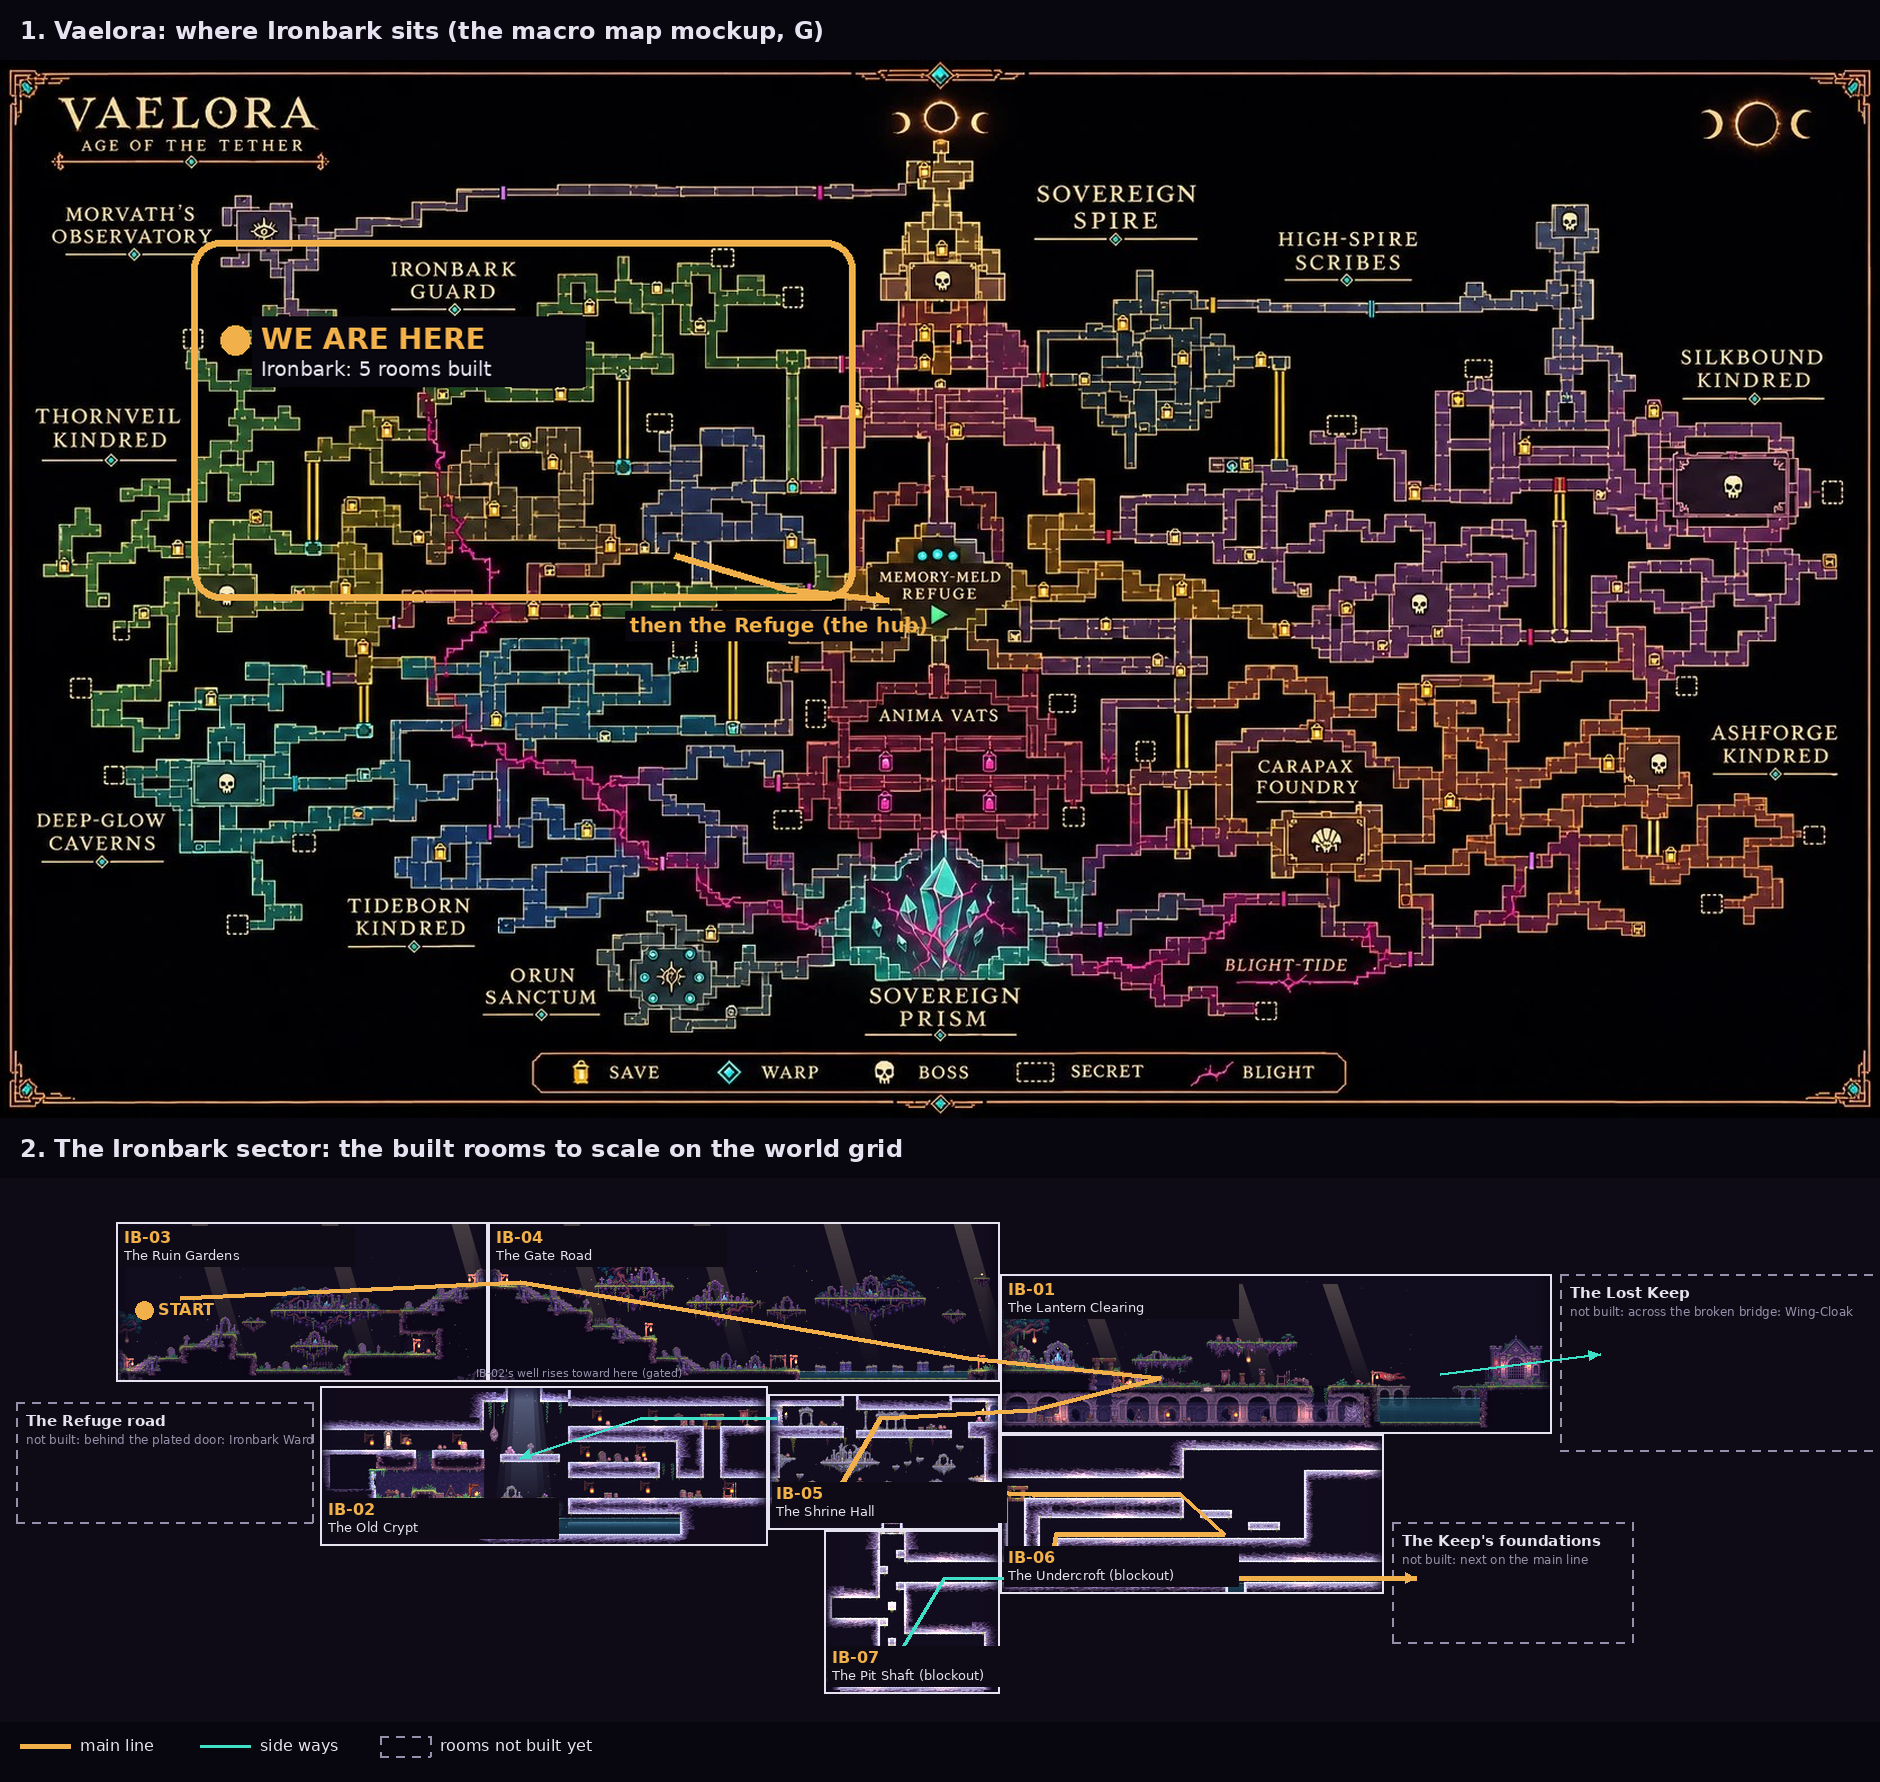 1. Vaelora: where Ironbark sits (the macro map mockup, G)
VAELORA
AGE OF THE TETHER
MORVATH'S
OBSERVATORY
IRONBARK
GUARD
SOVEREIGN
SPIRE
HIGH-SPIRE
SCRIBES
WE ARE HERE
Ironbark: 5 rooms built
SILKBOUND
KINDRED
THORNVEIL
KINDRED
MEMORY-MELD
REFUGE
then the Refuge (the hub)
ANIMA VATS
CARAPAX
FOUNDRY
ASHFORGE
KINDRED
DEEP-GLOW
CAVERNS
TIDEBORN
KINDRED
ORUN
SANCTUM
BLIGHT-TIDE
SOVEREIGN
PRISM
SAVE
WARP
BOSS
SECRET
BLIGHT
2. The Ironbark sector: the built rooms to scale on the world grid
IB-03
The Ruin Gardens
START
IB-04
The Gate Road
IB-02's well rises toward here (gated)
IB-01
The Lantern Clearing
The Lost Keep
not built: across the broken bridge: Wing-Cloak
The Refuge road
not built: behind the plated door: Ironbark Ward
IB-02
The Old Crypt
IB-05
The Shrine Hall
IB-06
The Undercroft (blockout)
The Keep's foundations
not built: next on the main line
IB-07
The Pit Shaft (blockout)
main line
side ways
rooms not built yet